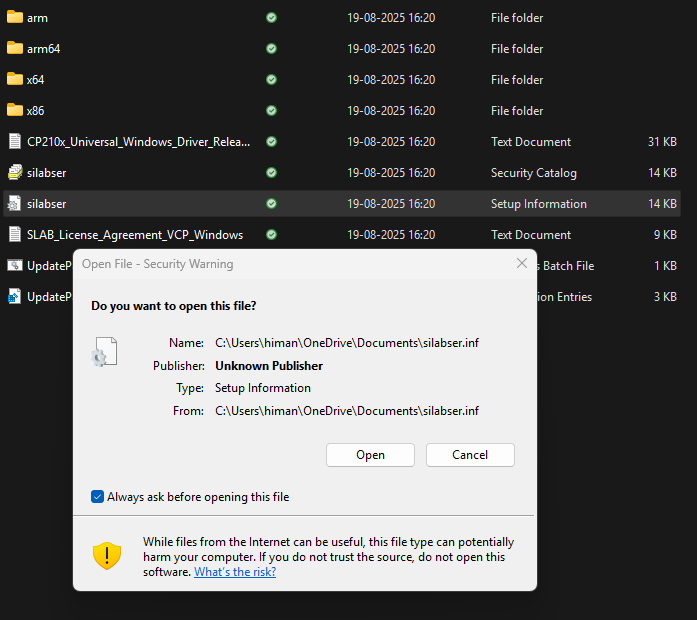 arm 19-08-2025 16:20 File folder
arm64 19-08-2025 16:20 File folder
x64 19-08-2025 16:20 File folder
x86 19-08-2025 16:20 File folder
CP210x_Universal_Windows_Driver_Relea... 19-08-2025 16:20 Text Document 31 KB
silabser 19-08-2025 16:20 Security Catalog 14 KB
silabser 19-08-2025 16:20 Setup Information 14 KB
SLAB_License_Agreement_VCP_Windows 19-08-2025 16:20 Text Document 9 KB
UpdateP s Batch File 1 KB
UpdateP ion Entries 3 KB
Open File - Security Warning
Do you want to open this file?
Name: C:\Users\himan\OneDrive\Documents\silabser.inf
Publisher: Unknown Publisher
Type: Setup Information
From: C:\Users\himan\OneDrive\Documents\silabser.inf
Open Cancel
Always ask before opening this file
While files from the Internet can be useful, this file type can potentially
harm your computer. If you do not trust the source, do not open this
software. What's the risk?